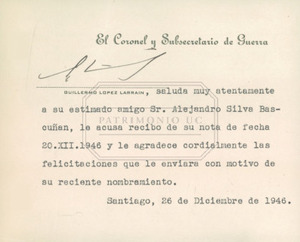 El Coronel y Subsecretario de Guerra
GUILLERMO LOPEZ LARRAIN, saluda muy atentamente
a su estimado amigo Sr. Alejandro Silva Bas-
cuñan, le acusa recibo de su nota de fecha
20.XII.1946 y le agradece cordialmente las
felicitaciones que le enviara con motivo de
su reciente nombramiento.
Santiago, 26 de Diciembre de 1946.
PATRIMONIO UC